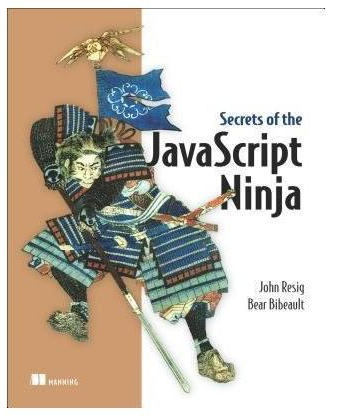 Secrets of the
JavaScript
Ninja
John Resig
Bear Bibeault
MANNING